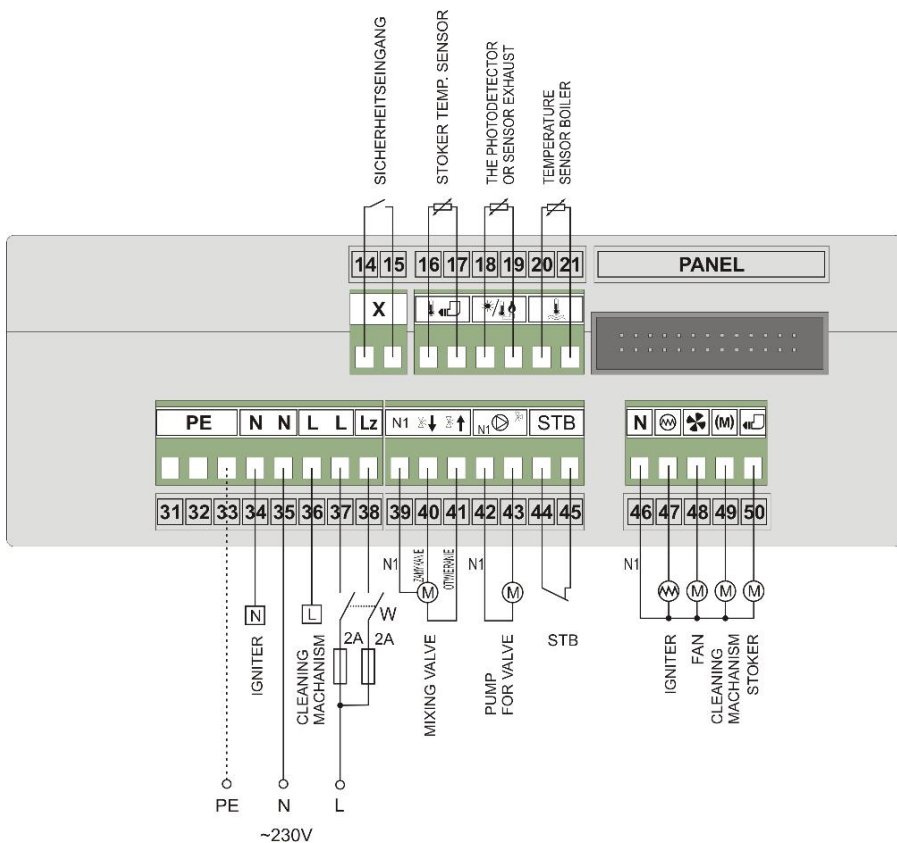 SICHERHEITSEINGANG
STOKER TEMP. SENSOR
THE PHOTODETECTOR
OR SENSOR EXHAUST
TEMPERATURE
SENSOR BOILER
14 15 16 17 18 19 20 21 PANEL
X
PE N N L L Lz N1 N1 STB N (M)
31 32 33 34 35 36 37 38 39 40 41 42 43 44 45 46 47 48 49 50
N1 ZAMYKANIE OTWIERANIE N1 N1
M M M M M
N L W
2A 2A STB
IGNITER
CLEANING
MACHANISM
MIXING VALVE
PUMP
FOR VALVE
IGNITER
FAN
CLEANING
MACHANISM
STOKER
PE N L
~230V